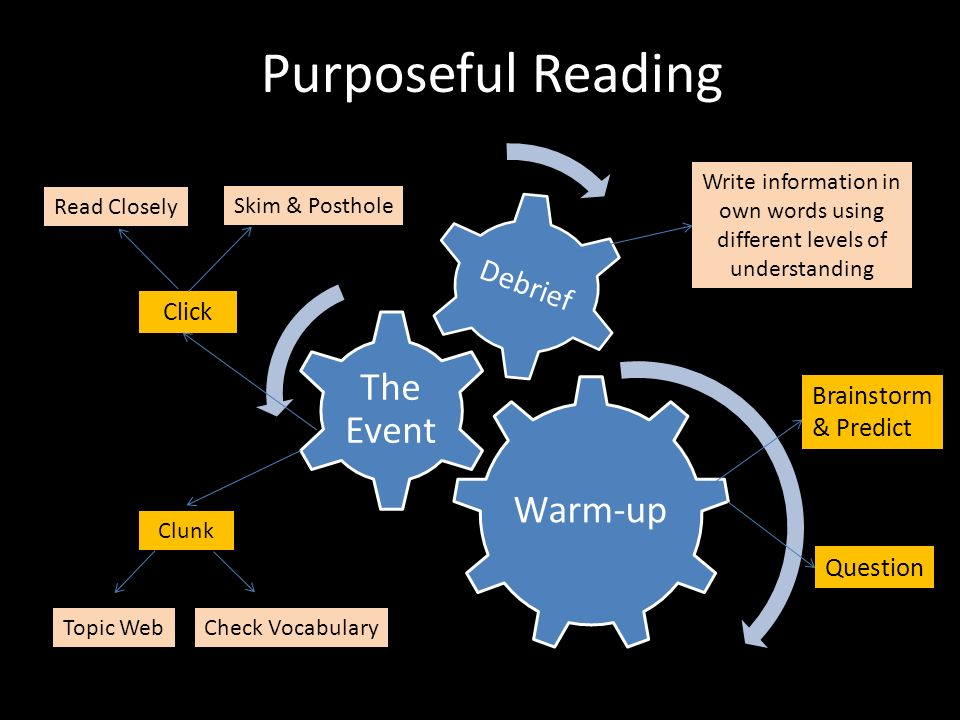 Purposeful Reading
Write information in
own words using
different levels of
understanding
Read Closely
Skim & Posthole
Debrief
Click
The
Event
Brainstorm
& Predict
Warm-up
Clunk
Question
Topic Web
Check Vocabulary